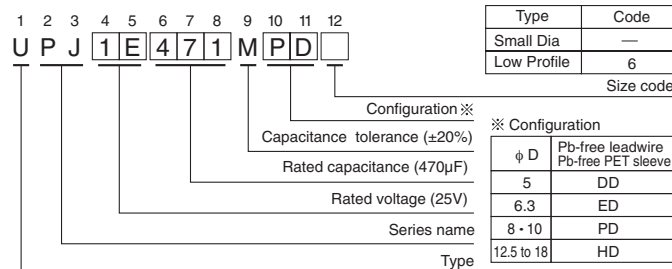 1 2 3 4 5 6 7 8 9 10 11 12
U P J 1 E 4 7 1 M P D
Type Code
Small Dia —
Low Profile 6
Size code
Configuration ※
Capacitance tolerance (±20%)
Rated capacitance (470µF)
Rated voltage (25V)
Series name
Type
※ Configuration
ϕ D Pb-free leadwire Pb-free PET sleeve
5 DD
6.3 ED
8 • 10 PD
12.5 to 18 HD